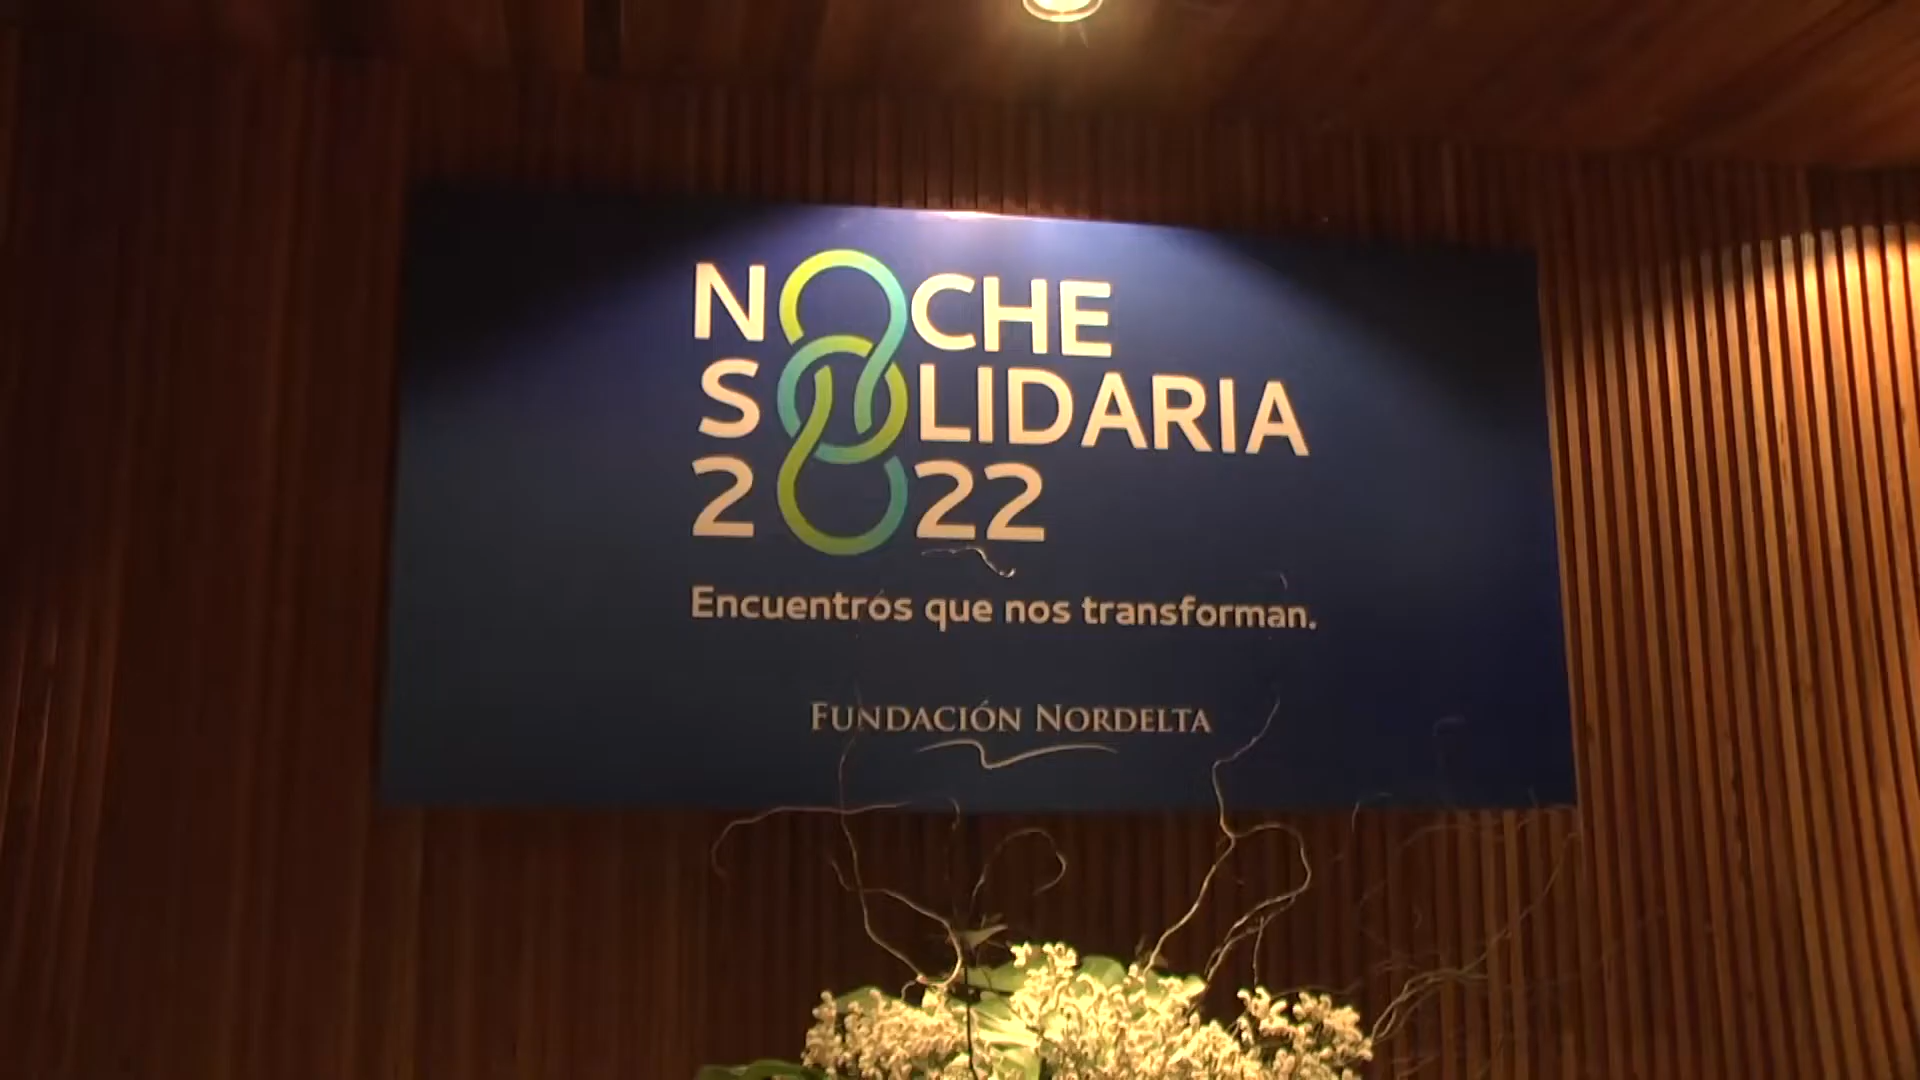 NOCHE
SOLIDARIA
2022
Encuentros que nos transforman.
FUNDACIÓN NORDELTA